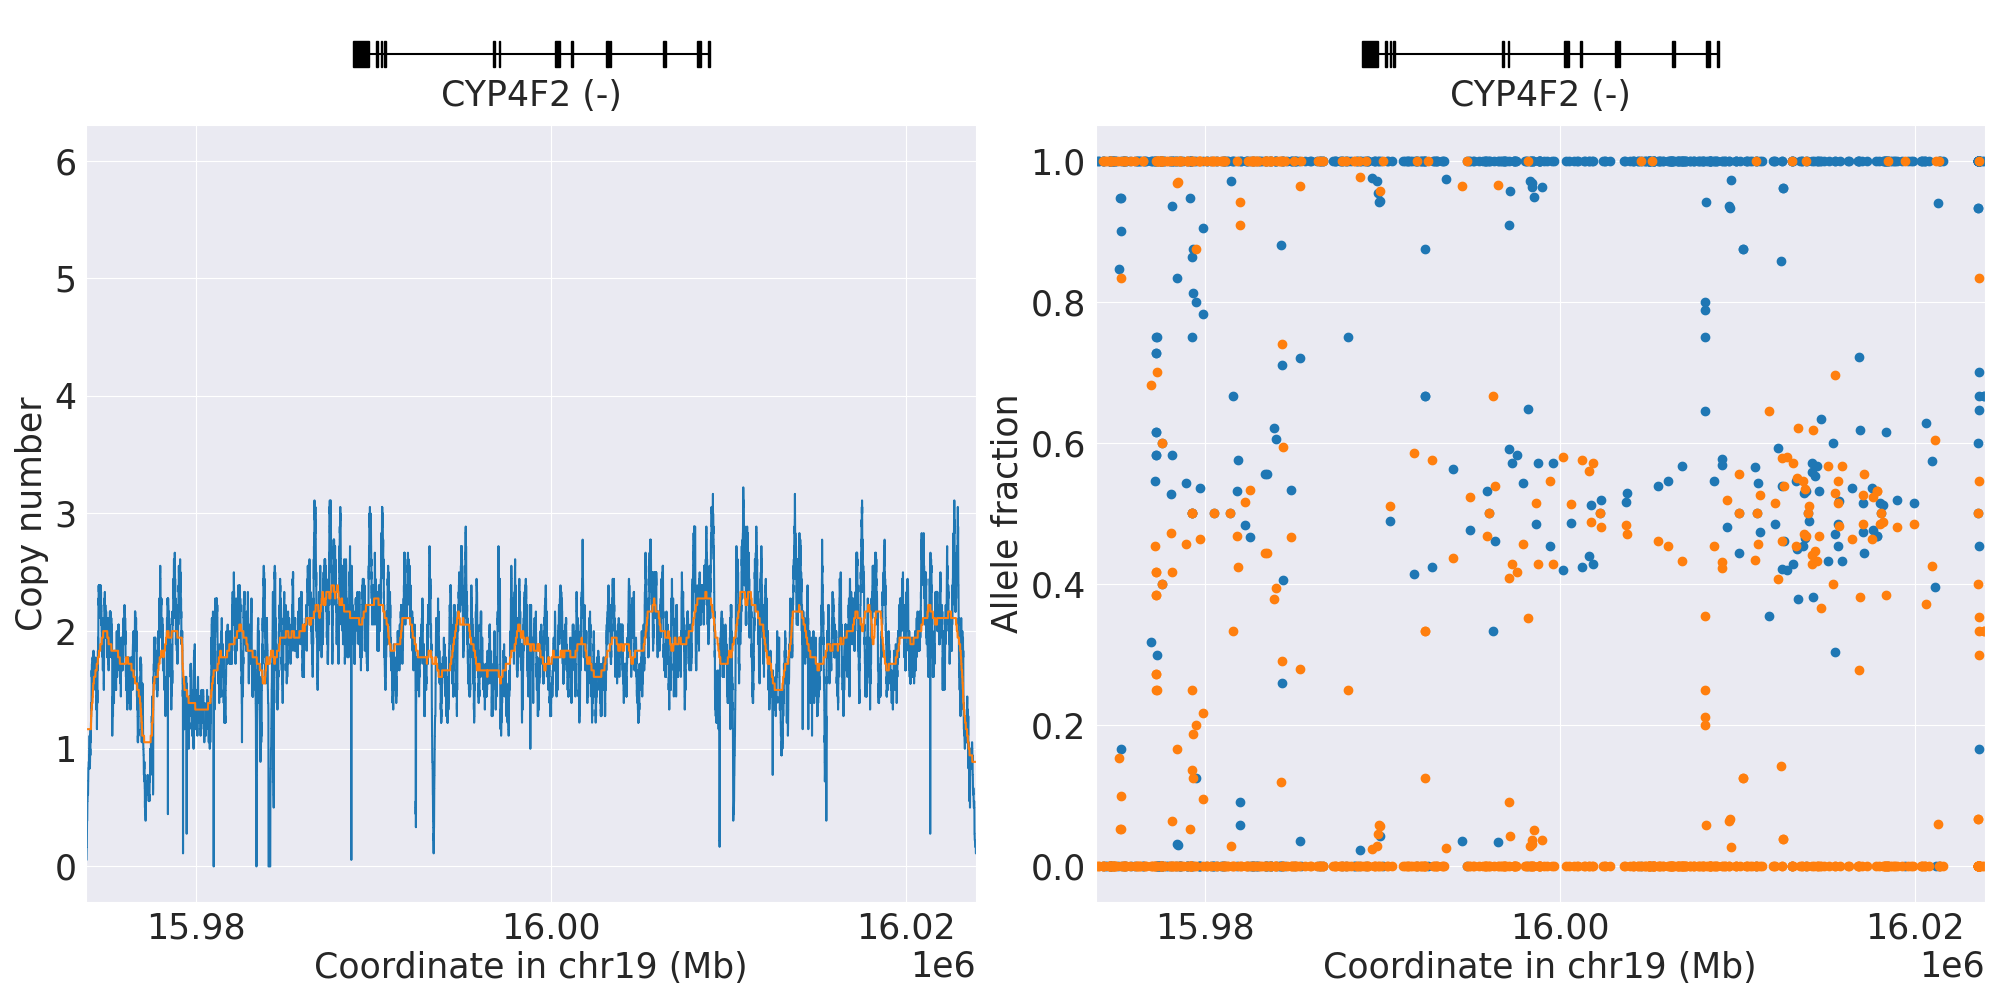 CYP4F2 (-)
6
5
4
3
2
1
0
Copy number
15.98
16.00
16.02
Coordinate in chr19 (Mb)
1e6
CYP4F2 (-)
1.0
0.8
0.6
0.4
0.2
0.0
Allele fraction
15.98
16.00
16.02
Coordinate in chr19 (Mb)
1e6